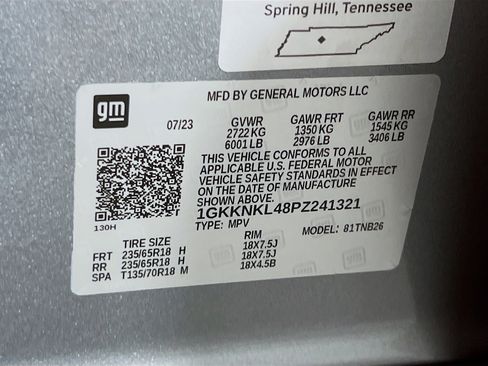 Spring Hill, Tennessee
gm
MFD BY GENERAL MOTORS LLC
07/23 GVWR GAWR FRT GAWR RR
2722 KG 1350 KG 1545 KG
6001 LB 2976 LB 3406 LB
THIS VEHICLE CONFORMS TO ALL
APPLICABLE U.S. FEDERAL MOTOR
VEHICLE SAFETY STANDARDS IN EFFECT
ON THE DATE OF MANUFACTURE
SHOWN ABOVE.
1GKKNKL48PZ241321
130H TYPE: MPV MODEL: 81TNB26
TIRE SIZE RIM
FRT 235/65R18 H 18X7.5J
RR 235/65R18 H 18X7.5J
SPA T135/70R18 M 18X4.5B